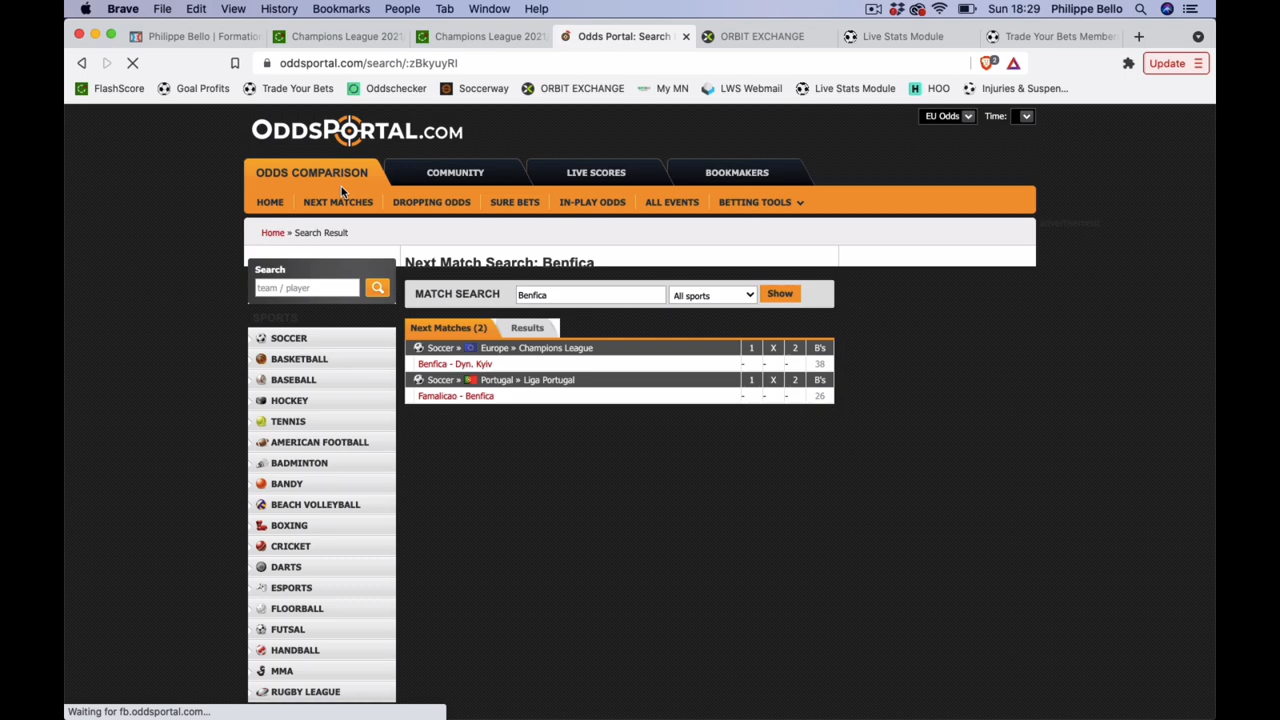 Brave File Edit View History Bookmarks People Tab Window Help Sun 18:29 Philippe Bello
Philippe Bello | Formation Champions League 2021 Champions League 2021 Odds Portal: Search ORBIT EXCHANGE Live Stats Module Trade Your Bets Member
oddsportal.com/search/:zBkyuyRI 2 Update
FlashScore Goal Profits Trade Your Bets Oddschecker Soccerway ORBIT EXCHANGE My MN LWS Webmail Live Stats Module HOO Injuries & Suspen...
ODDSPORTAL.COM
EU Odds Time:
ODDS COMPARISON COMMUNITY LIVE SCORES BOOKMAKERS
HOME NEXT MATCHES DROPPING ODDS SURE BETS IN-PLAY ODDS ALL EVENTS BETTING TOOLS
Home » Search Result
Next Match Search: Benfica
Search
team / player
MATCH SEARCH Benfica All sports Show
Next Matches (2) Results
Soccer » Europe » Champions League 1 X 2 B's
Benfica - Dyn. Kyiv - - - 38
Soccer » Portugal » Liga Portugal 1 X 2 B's
Famalicao - Benfica - - - 26
SPORTS
SOCCER
BASKETBALL
BASEBALL
HOCKEY
TENNIS
AMERICAN FOOTBALL
BADMINTON
BANDY
BEACH VOLLEYBALL
BOXING
CRICKET
DARTS
ESPORTS
FLOORBALL
FUTSAL
HANDBALL
MMA
RUGBY LEAGUE
Waiting for fb.oddsportal.com...